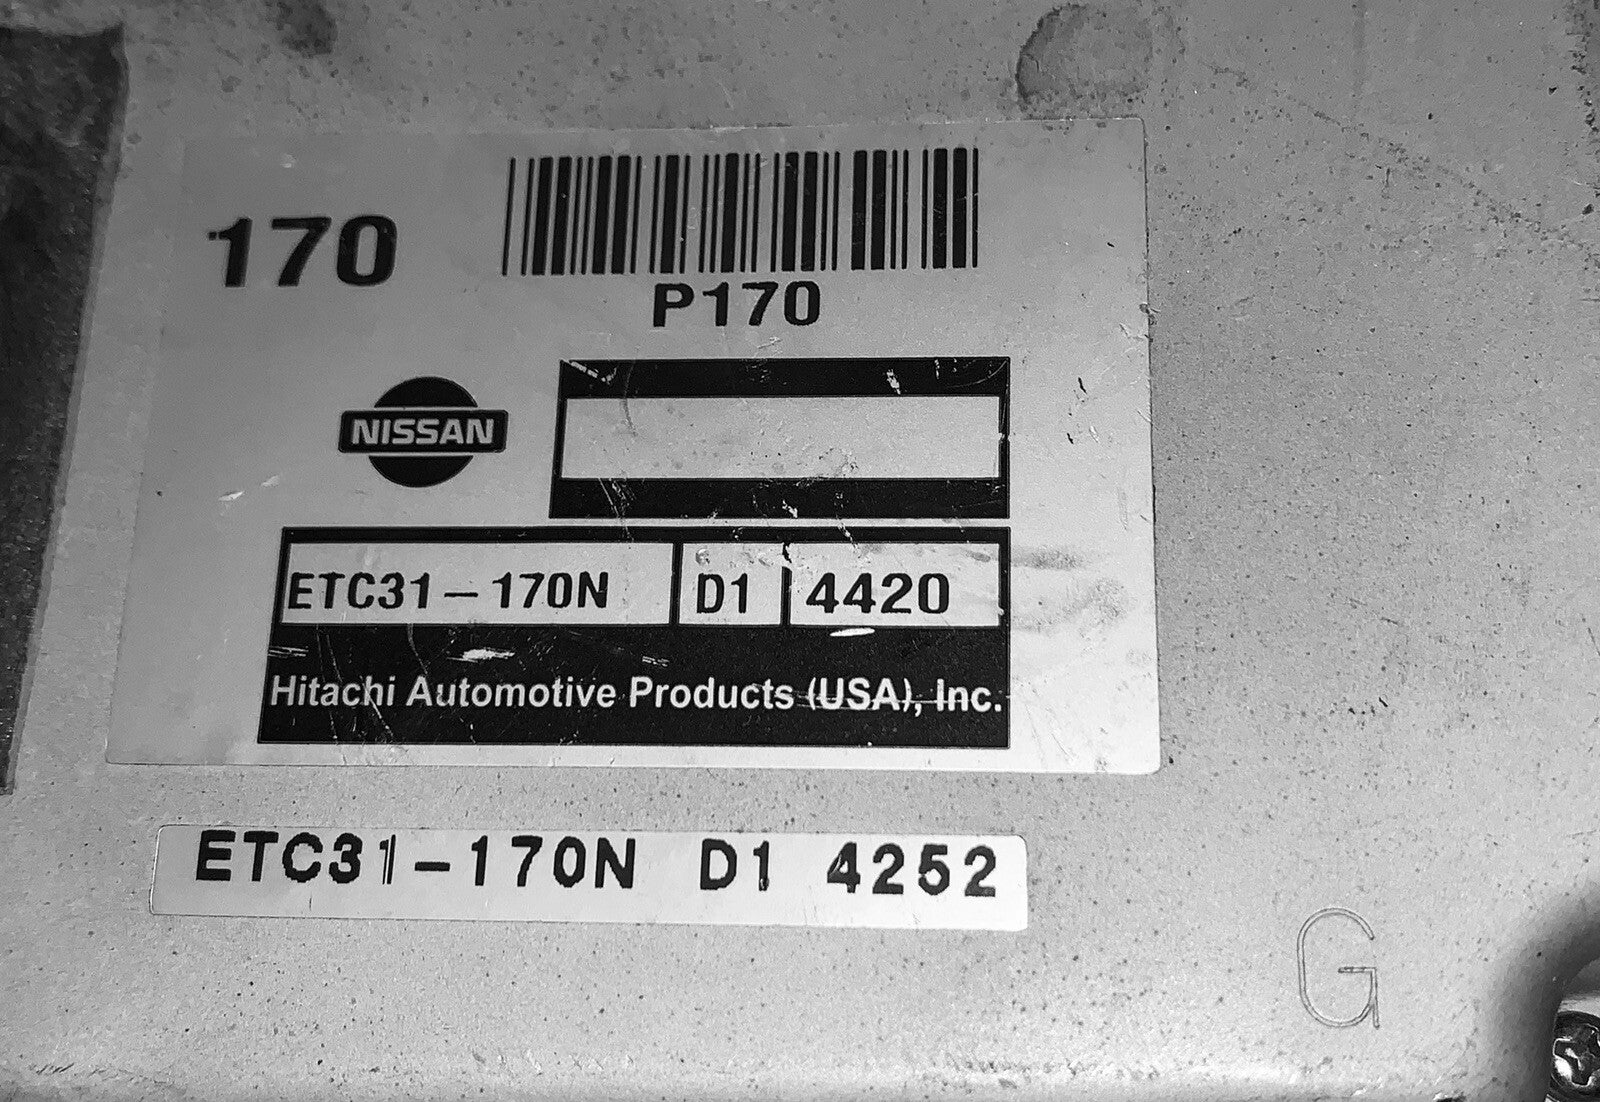 170
P170
NISSAN
ETC31-170N D1 4420
Hitachi Automotive Products (USA), Inc.
ETC31-170N D1 4252
G